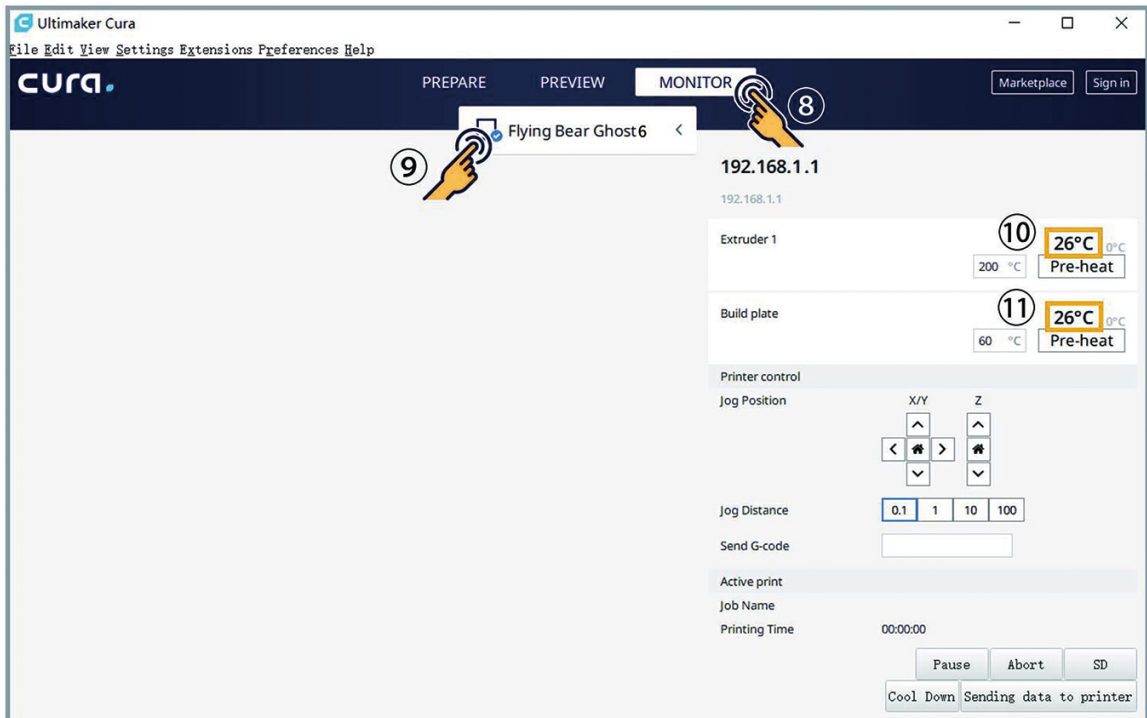 Ultimaker Cura
File Edit View Settings Extensions Preferences Help
cura.
PREPARE PREVIEW MONITOR Marketplace Sign in
⑧
Flying Bear Ghost6
⑨
192.168.1.1
192.168.1.1
⑩
Extruder 1 26°C 0°C
200 °C Pre-heat
⑪
Build plate 26°C 0°C
60 °C Pre-heat
Printer control
Jog Position X/Y Z
Jog Distance 0.1 1 10 100
Send G-code
Active print
Job Name
Printing Time 00:00:00
Pause Abort SD
Cool Down Sending data to printer